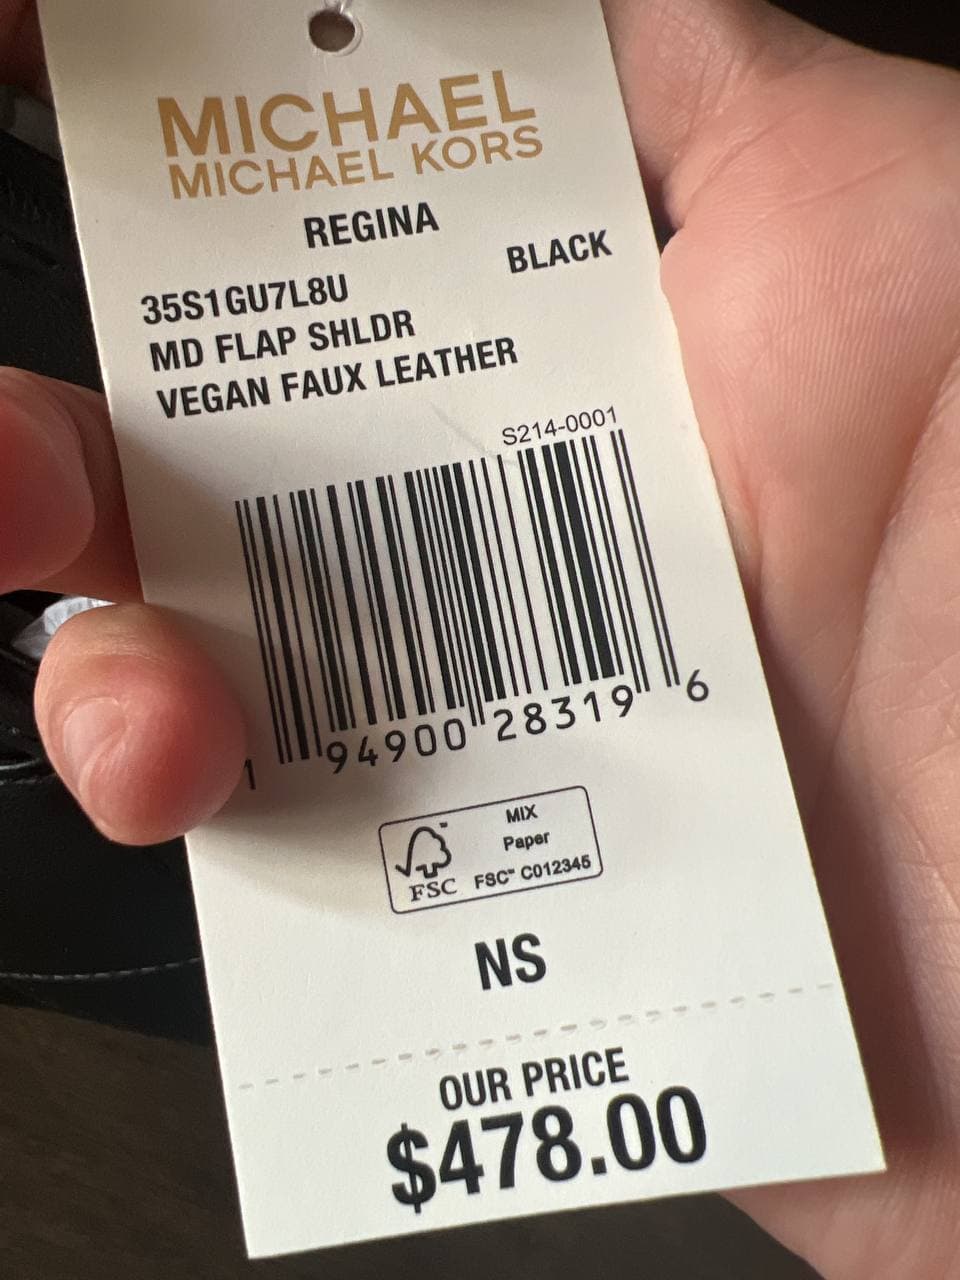 MICHAEL
MICHAEL KORS
REGINA
BLACK
35S1GU7L8U
MD FLAP SHLDR
VEGAN FAUX LEATHER
S214-0001
1 94900 28319 6
MIX
Paper
FSC FSC™ C012345
NS
OUR PRICE
$478.00